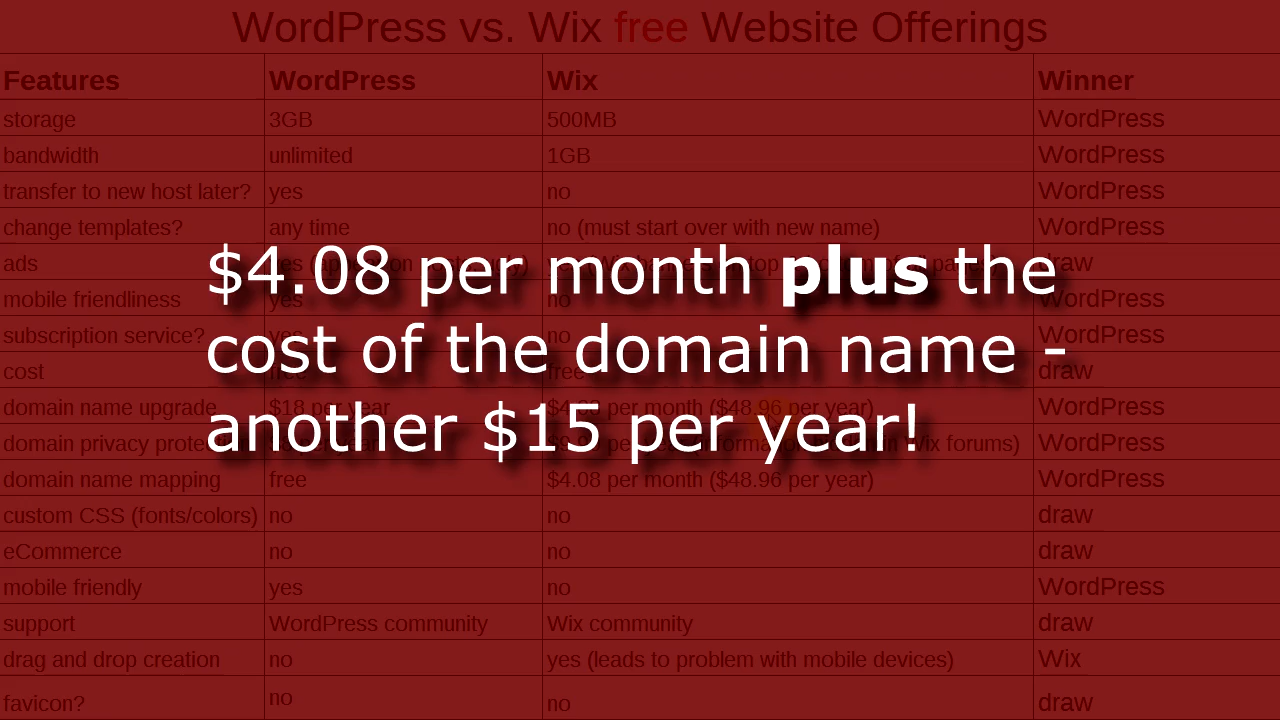 WordPress vs. Wix free Website Offerings
Features WordPress Wix Winner
storage 3GB 500MB WordPress
bandwidth unlimited 1GB WordPress
transfer to new host later? yes no WordPress
change templates? any time no (must start over with new name) WordPress
ads draw
mobile friendliness yes no WordPress
subscription service? yes no WordPress
cost free free draw
domain name upgrade $18 per year per month ($48.96 per year) WordPress
domain privacy forums) WordPress
domain name mapping free $4.08 per month ($48.96 per year) WordPress
custom CSS (fonts/colors) no no draw
eCommerce no no draw
mobile friendly yes no WordPress
support WordPress community Wix community draw
drag and drop creation no yes (leads to problem with mobile devices) Wix
favicon? no no draw
$4.08 per month plus the
cost of the domain name -
another $15 per year!